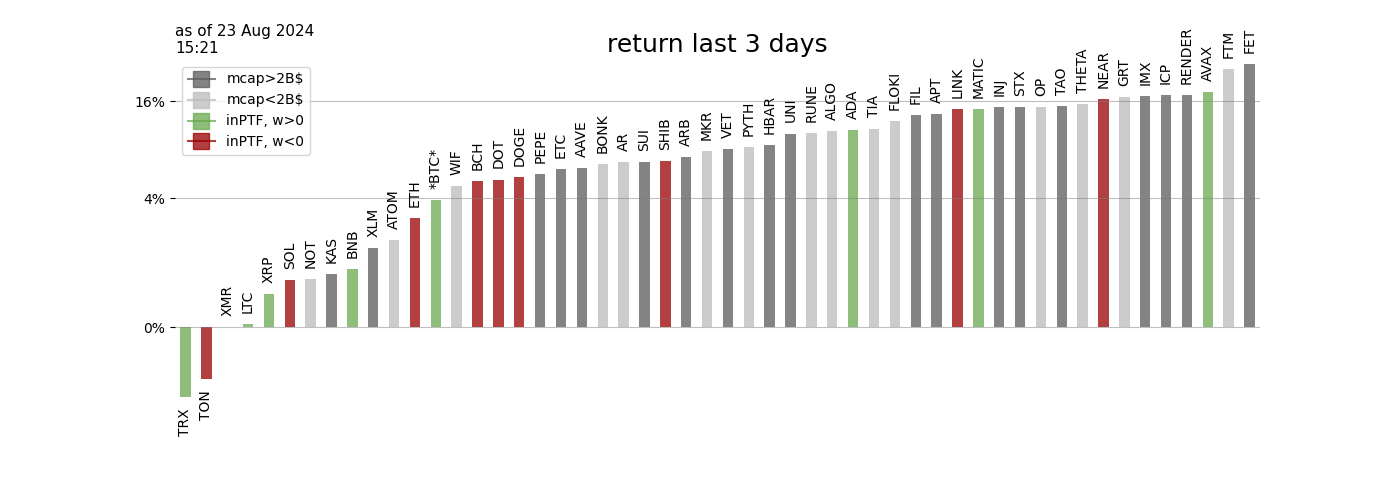 as of 23 Aug 2024
15:21
return last 3 days
mcap>2B$
mcap<2B$
inPTF, w>0
inPTF, w<0
16%
4%
0%
TRX
TON
XMR
LTC
XRP
SOL
NOT
KAS
BNB
XLM
ATOM
ETH
*BTC*
WIF
BCH
DOT
DOGE
PEPE
ETC
AAVE
BONK
AR
SUI
SHIB
ARB
MKR
VET
PYTH
HBAR
UNI
RUNE
ALGO
ADA
TIA
FLOKI
FIL
APT
LINK
MATIC
INJ
STX
OP
TAO
THETA
NEAR
GRT
IMX
ICP
RENDER
AVAX
FTM
FET